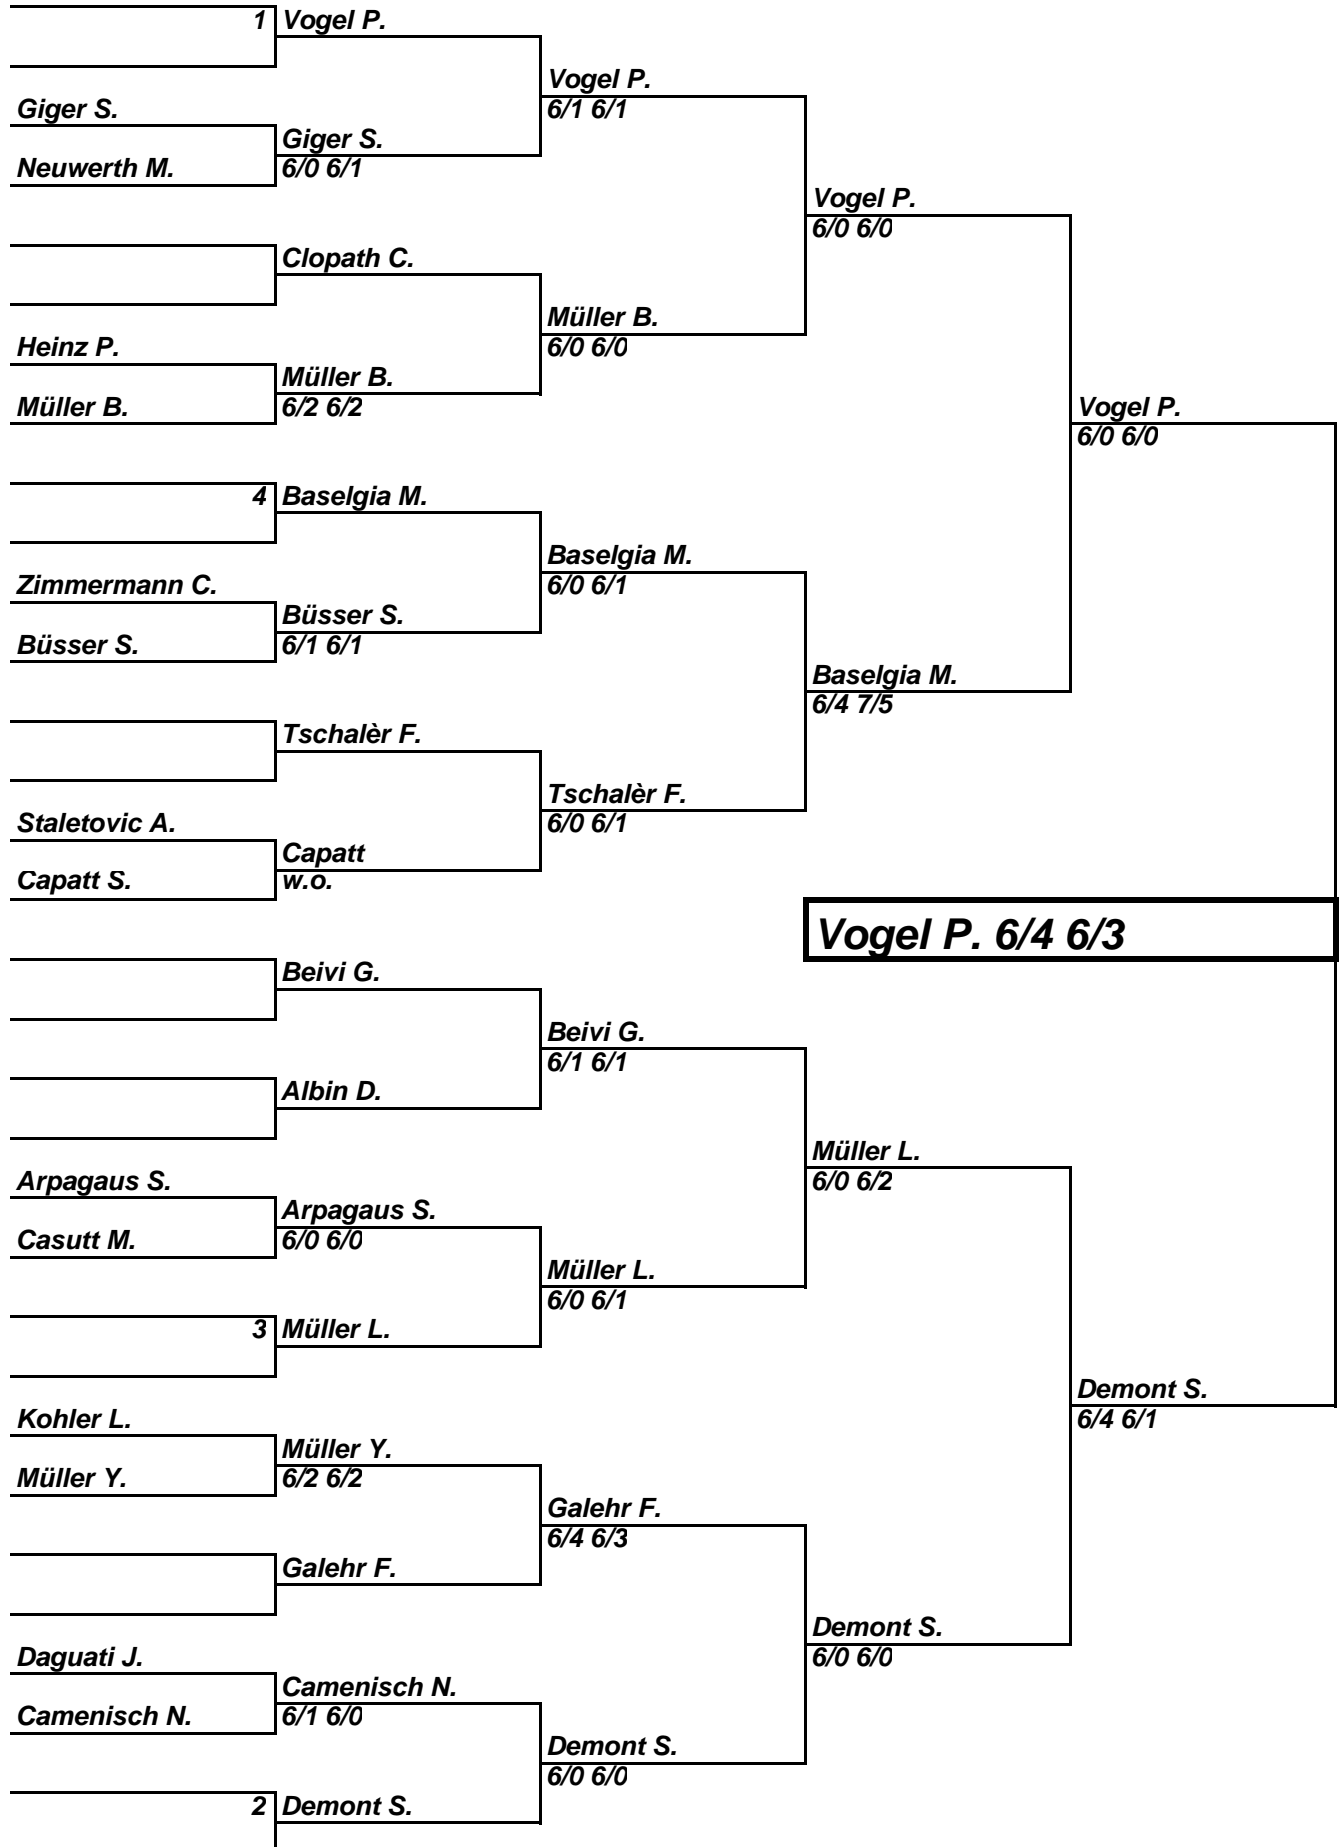 1 Vogel P.
Vogel P.
Giger S.
6/1 6/1
Giger S.
Neuwerth M.
6/0 6/1
Vogel P.
6/0 6/0
Clopath C.
Müller B.
Heinz P.
6/0 6/0
Müller B.
Müller B.
6/2 6/2
Vogel P.
6/0 6/0
4 Baselgia M.
Baselgia M.
Zimmermann C.
6/0 6/1
Büsser S.
Büsser S.
6/1 6/1
Baselgia M.
6/4 7/5
Tschalèr F.
Tschalèr F.
Staletovic A.
6/0 6/1
Capatt
Capatt S.
w.o.
Vogel P. 6/4 6/3
Beivi G.
Beivi G.
6/1 6/1
Albin D.
Müller L.
Arpagaus S.
6/0 6/2
Arpagaus S.
Casutt M.
6/0 6/0
Müller L.
6/0 6/1
3 Müller L.
Demont S.
Kohler L.
6/4 6/1
Müller Y.
Müller Y.
6/2 6/2
Galehr F.
6/4 6/3
Galehr F.
Demont S.
Daguati J.
6/0 6/0
Camenisch N.
Camenisch N.
6/1 6/0
Demont S.
6/0 6/0
2 Demont S.